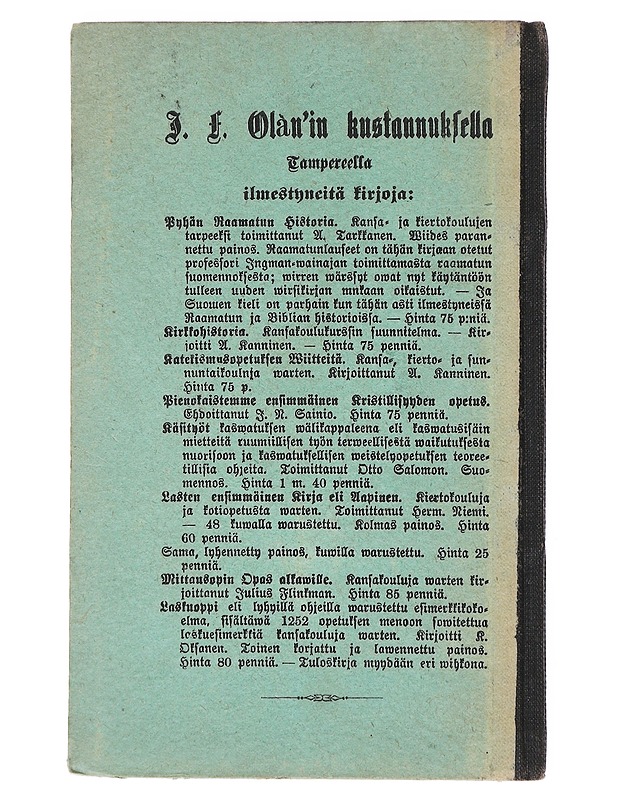 J. F. Olàn'in kustannuksella
Tampereella
ilmestyneitä kirjoja:
Pyhän Raamatun Historia. Kansa- ja kiertokoulujen
tarpeeksi toimittanut A. Tarkkanen. Wiides paran-
nettu painos. Raamatunlauseet on tähän kirjaan otetut
professori Ingman-wainajan toimittamasta raamatun
suomennoksesta; wirren wärsyt owat nyt käytäntöön
tulleen uuden wirsikirjan mukaan oikaistut. — Ja
Suomen kieli on parhain kun tähän asti ilmestyneissä
Raamatun ja Biblian historioissa. — Hinta 75 p:niä.
Kirkkohistoria. Kansakoulukurssin suunnitelma. — Kir-
joitti A. Kanninen. — Hinta 75 penniä.
Katekismusopetuksen Wiitteitä. Kansa-, kierto- ja sun-
nuntaikouluja warten. Kirjoittanut A. Kanninen.
Hinta 75 p.
Pienokaistemme ensimmäinen Kristillisyyden opetus.
Ehdoittanut J. N. Sainio. Hinta 75 penniä.
Käsityöt kaswatuksen wälikappaleena eli kaswatusisäin
mietteitä ruumiillisen työn terweellisestä waikutuksesta
nuorisoon ja kaswatuksellisen weistelyopetuksen teoree-
tillisia ohjeita. Toimittanut Otto Salomon. Suo-
mennos. Hinta 1 m. 40 penniä.
Lasten ensimmäinen Kirja eli Aapinen. Kiertokouluja
ja kotiopetusta warten. Toimittanut Herm. Niemi.
— 48 kuwalla warustettu. Kolmas painos. Hinta
60 penniä.
Sama, lyhennetty painos, kuwilla warustettu. Hinta 25
penniä.
Mittausopin Opas alkawille. Kansakouluja warten kir-
joittanut Julius Flinkman. Hinta 85 penniä.
Laskuoppi eli lyhyillä ohjeilla warustettu esimerkkikoko-
elma, sisältäwä 1252 opetuksen menoon sowitettua
leskuesimerktiä kansakouluja warten. Kirjoitti K.
Oksanen. Toinen korjattu ja lawennettu painos.
Hinta 80 penniä. — Tuloskirja myydään eri wihkona.